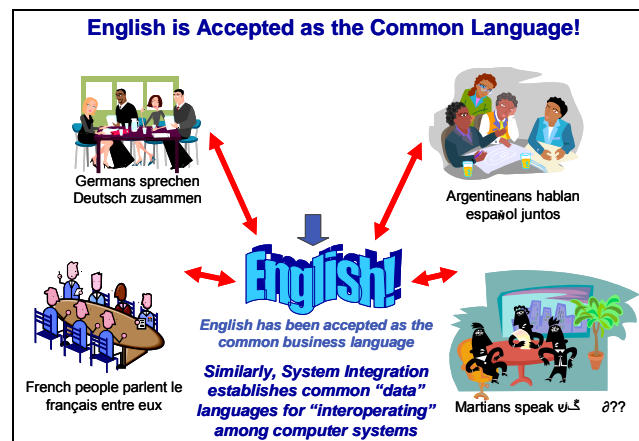 English is Accepted as the Common Language!
Germans sprechen
Deutsch zusammen
Argentineans hablan
español juntos
English!
English has been accepted as the
common business language
French people parlent le
français entre eux
Similarly, System Integration
establishes common “data”
languages for “interoperating”
among computer systems
Martians speak ??